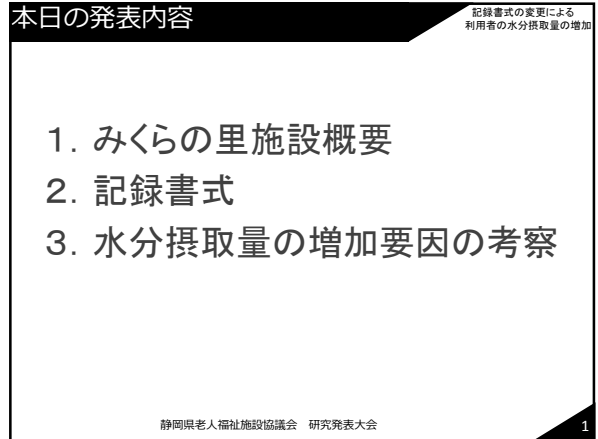 本日の発表内容
記録書式の変更による
利用者の水分摂取量の増加
１．みくらの里施設概要
２．記録書式
３．水分摂取量の増加要因の考察
静岡県老人福祉施設協議会　研究発表大会
1